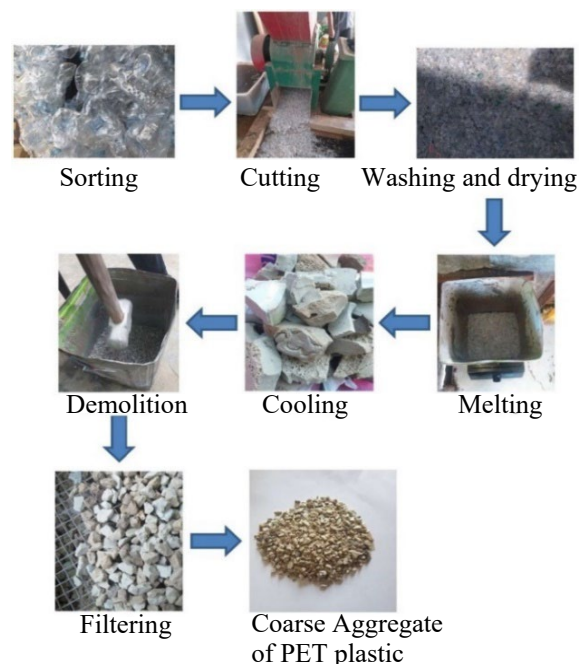 Sorting
Cutting
Washing and drying
Demolition
Cooling
Melting
Filtering
Coarse Aggregate
of PET plastic